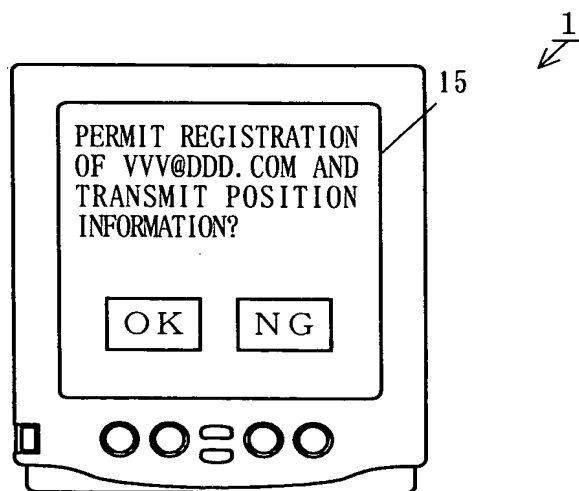 1
15
PERMIT REGISTRATION
OF VVV@DDD.COM AND
TRANSMIT POSITION
INFORMATION?
OK NG